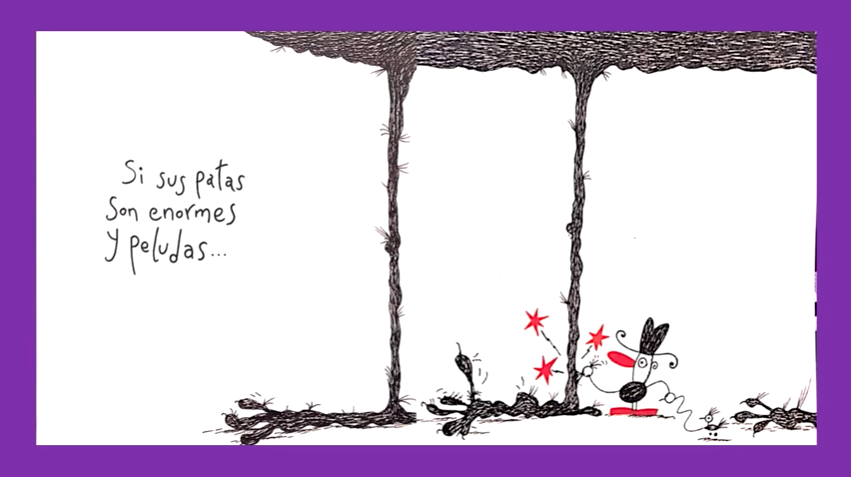 Si sus patas
Son enormes
y peludas...